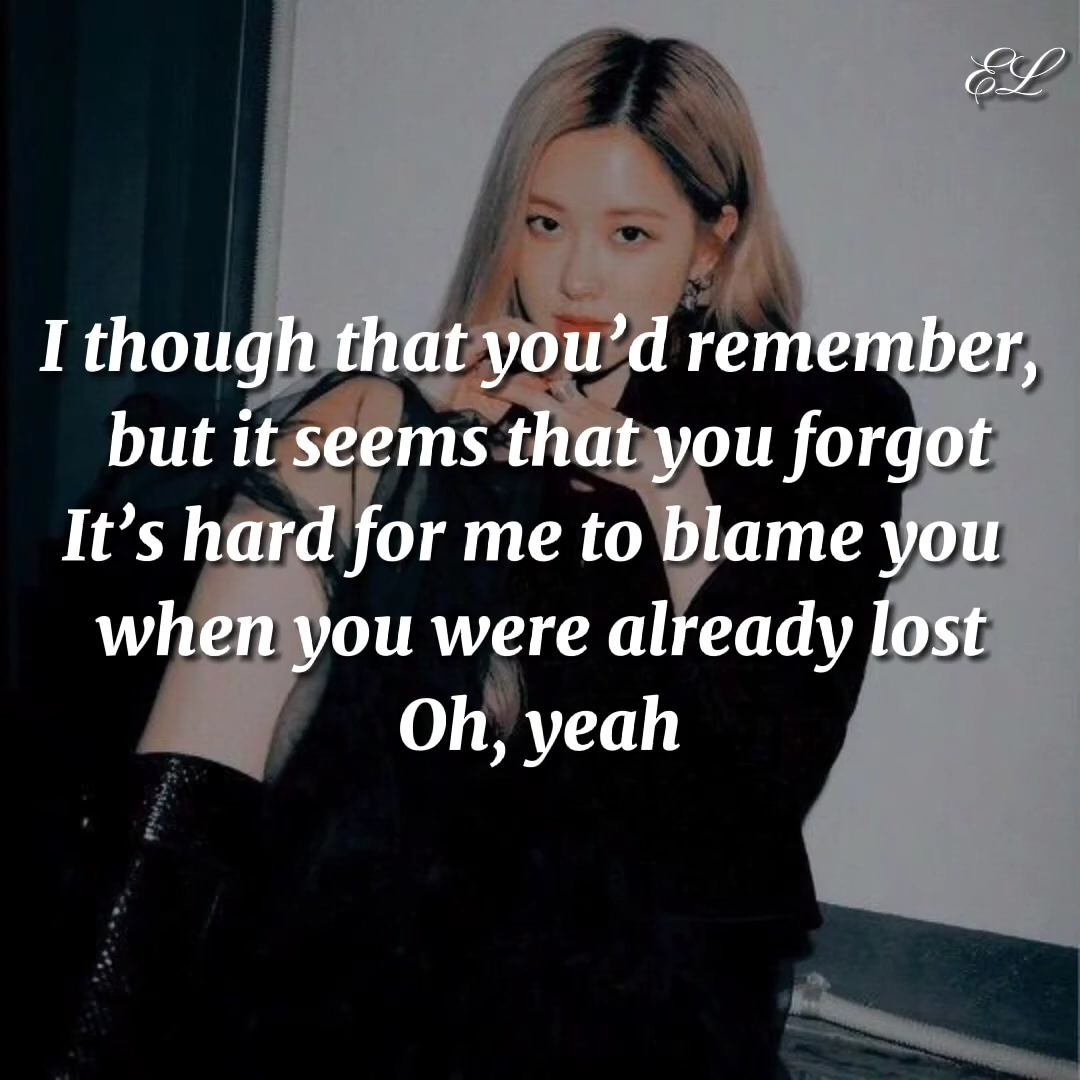 EL
I though that you’d remember,
but it seems that you forgot
It’s hard for me to blame you
when you were already lost
Oh, yeah